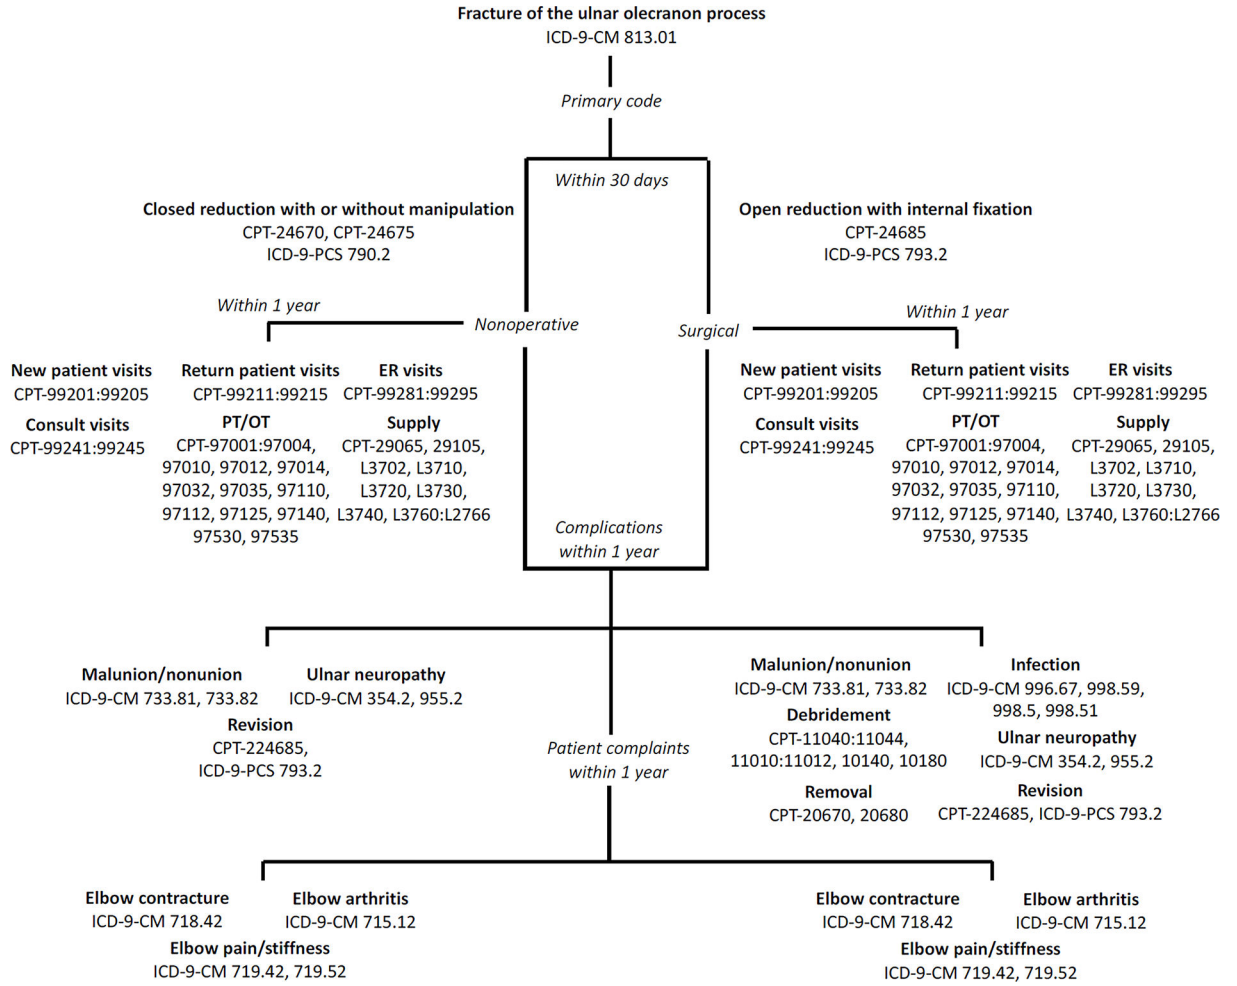 Fracture of the ulnar olecranon process
ICD-9-CM 813.01
Primary code
Within 30 days
Closed reduction with or without manipulation
CPT-24670, CPT-24675
ICD-9-PCS 790.2
Open reduction with internal fixation
CPT-24685
ICD-9-PCS 793.2
Within 1 year
Nonoperative
Surgical
Within 1 year
New patient visits
CPT-99201:99205
Return patient visits
CPT-99211:99215
ER visits
CPT-99281:99295
Consult visits
CPT-99241:99245
PT/OT
CPT-97001:97004,
97010, 97012, 97014,
97032, 97035, 97110,
97112, 97125, 97140,
97530, 97535
Supply
CPT-29065, 29105,
L3702, L3710,
L3720, L3730,
L3740, L3760:L2766
New patient visits
CPT-99201:99205
Return patient visits
CPT-99211:99215
ER visits
CPT-99281:99295
Consult visits
CPT-99241:99245
PT/OT
CPT-97001:97004,
97010, 97012, 97014,
97032, 97035, 97110,
97112, 97125, 97140,
97530, 97535
Supply
CPT-29065, 29105,
L3702, L3710,
L3720, L3730,
L3740, L3760:L2766
Complications
within 1 year
Malunion/nonunion
ICD-9-CM 733.81, 733.82
Ulnar neuropathy
ICD-9-CM 354.2, 955.2
Revision
CPT-224685,
ICD-9-PCS 793.2
Malunion/nonunion
ICD-9-CM 733.81, 733.82
Infection
ICD-9-CM 996.67, 998.59,
998.5, 998.51
Debridement
CPT-11040:11044,
11010:11012, 10140, 10180
Ulnar neuropathy
ICD-9-CM 354.2, 955.2
Removal
CPT-20670, 20680
Revision
CPT-224685, ICD-9-PCS 793.2
Patient complaints
within 1 year
Elbow contracture
ICD-9-CM 718.42
Elbow arthritis
ICD-9-CM 715.12
Elbow pain/stiffness
ICD-9-CM 719.42, 719.52
Elbow contracture
ICD-9-CM 718.42
Elbow arthritis
ICD-9-CM 715.12
Elbow pain/stiffness
ICD-9-CM 719.42, 719.52